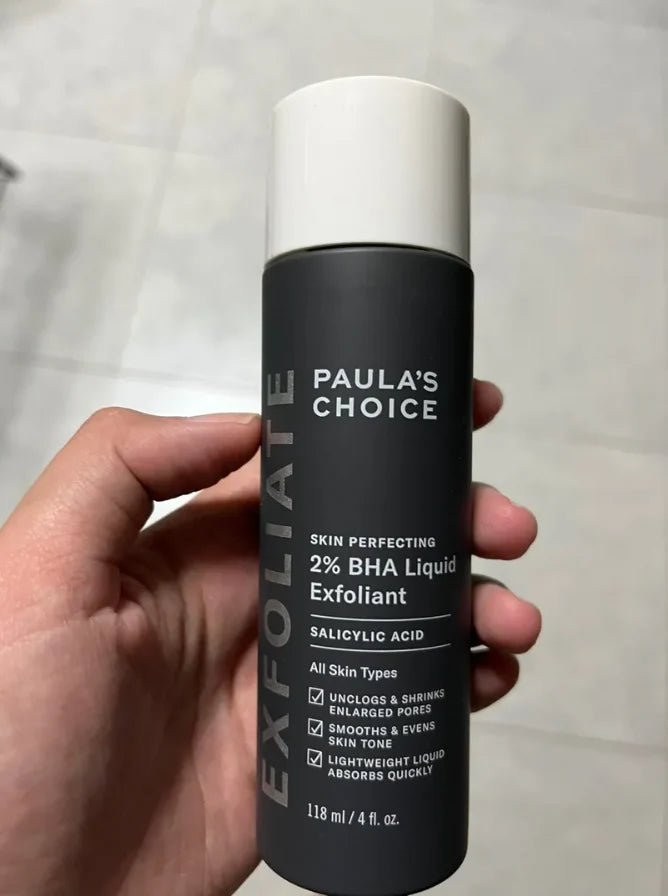 EXFOLIATE
PAULA'S
CHOICE
SKIN PERFECTING
2% BHA Liquid
Exfoliant
SALICYLIC ACID
All Skin Types
UNCLOGS & SHRINKS
ENLARGED PORES
SMOOTHS & EVENS
SKIN TONE
LIGHTWEIGHT LIQUID
ABSORBS QUICKLY
118 ml / 4 fl. oz.